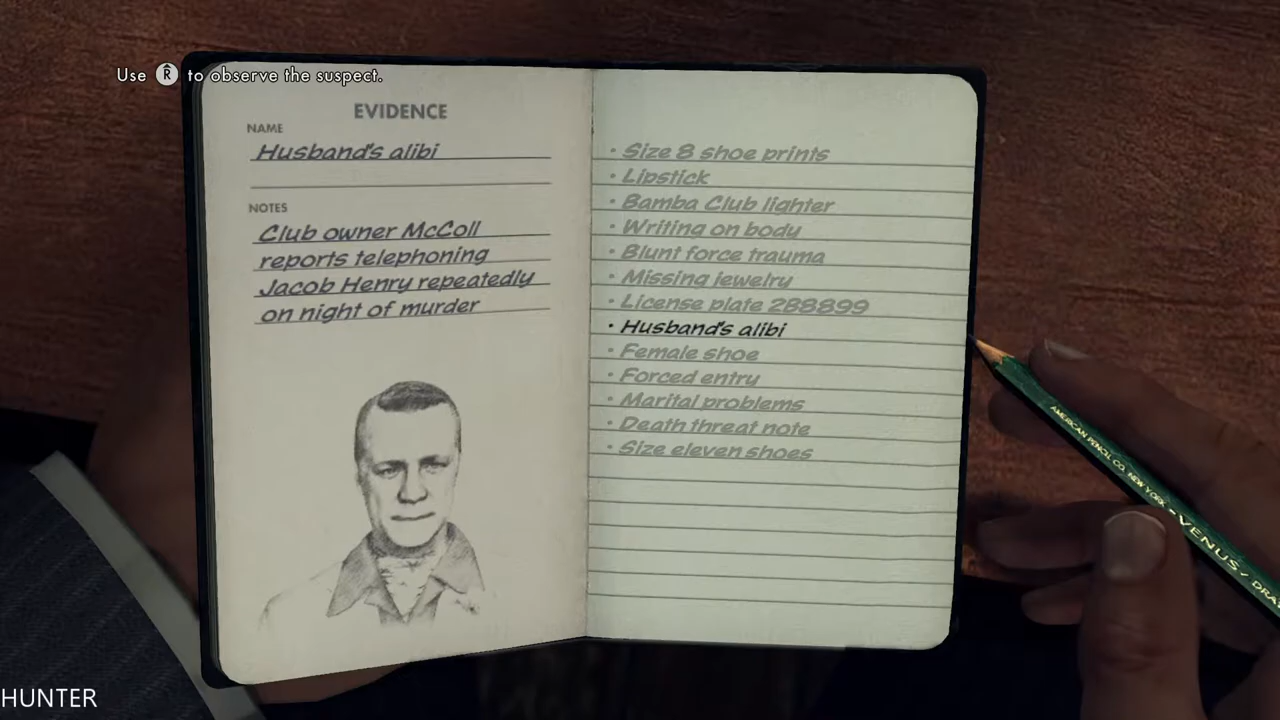 Use R to observe the suspect.
EVIDENCE
NAME
Husband's alibi
NOTES
Club owner McColl
reports telephoning
Jacob Henry repeatedly
on night of murder
• Size 8 shoe prints
• Lipstick
• Bamba Club lighter
• Writing on body
• Blunt force trauma
• Missing jewelry
• License plate 2B8899
• Husband's alibi
• Female shoe
• Forced entry
• Marital problems
• Death threat note
• Size eleven shoes
AMERICAN PENCIL CO. NEW YORK
VENUS / DRA
HUNTER